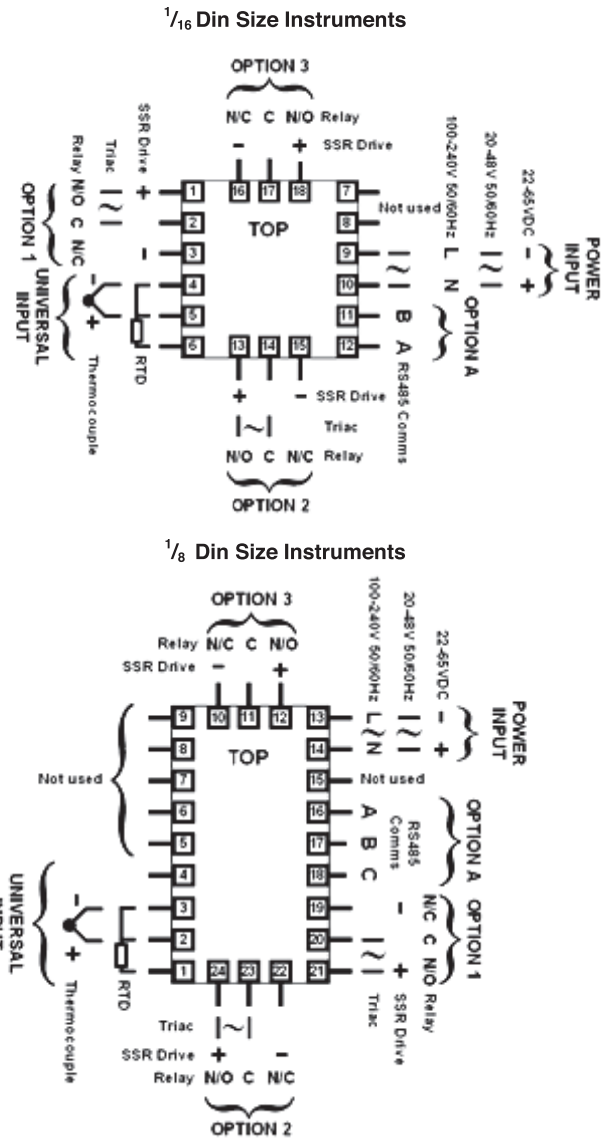 1/16 Din Size Instruments
OPTION 3
N/C C N/O Relay
- + SSR Drive
SSR Drive + -
Triac |~|
Relay N/O C N/C
OPTION 1
UNIVERSAL INPUT
- +
Thermocouple
RTD
1 2 3 4 5 6
16 17 18
TOP
7 8 9 10 11 12
13 14 15
Not used
100-240V 50/60Hz L N
20-48V 50/60Hz |~|
22-65VDC - +
POWER INPUT
B A
RS485 Comms
OPTION A
+ - SSR Drive
|~| Triac
N/O C N/C Relay
OPTION 2
1/8 Din Size Instruments
OPTION 3
Relay N/C C N/O
SSR Drive - +
9 8 7 6 5 4 3 2 1
10 11 12
TOP
13 14 15 16 17 18 19 20 21
24 23 22
100-240V 50/60Hz L~N
20-48V 50/60Hz |~|
22-65VDC - +
POWER INPUT
Not used
Not used
A B C
RS485 Comms
OPTION A
N/C C N/O Relay
- + SSR Drive
|~| Triac
OPTION 1
UNIVERSAL
- +
Thermocouple
RTD
Triac |~|
SSR Drive + -
Relay N/O C N/C
OPTION 2